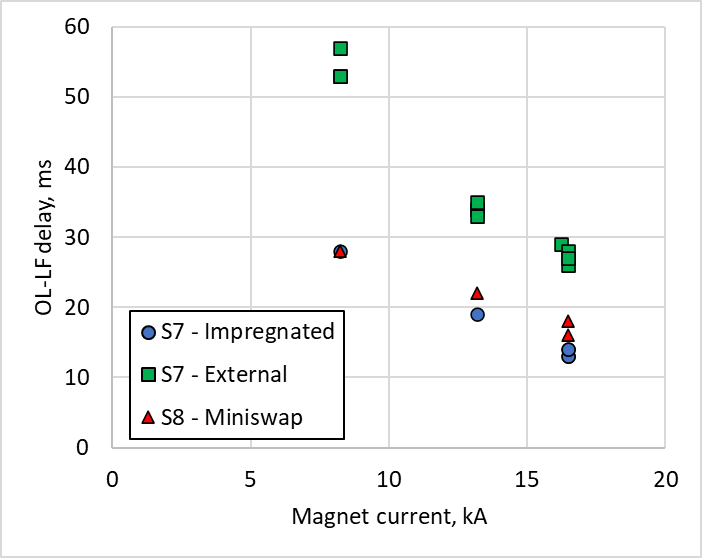 60
50
40
30
20
10
0
OL-LF delay, ms
S7 - Impregnated
S7 - External
S8 - Miniswap
0 5 10 15 20
Magnet current, kA